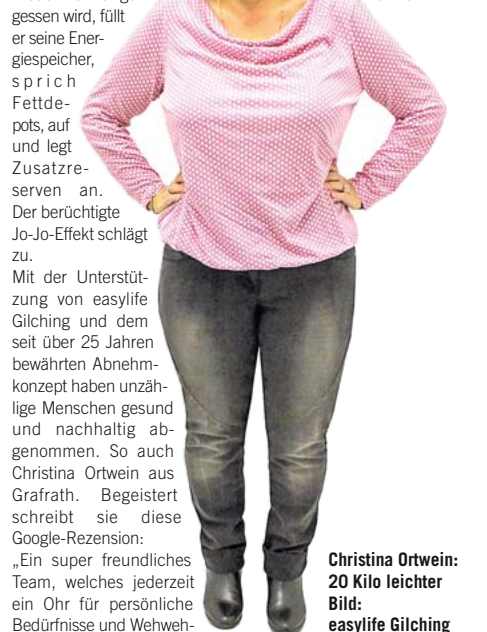 gessen wird, füllt
er seine Ener-
giespeicher,
sprich
Fettde-
pots, auf
und legt
Zusatzre-
serven an.
Der berüchtigte
Jo-Jo-Effekt schlägt
zu.
Mit der Unterstüt-
zung von easylife
Gilching und dem
seit über 25 Jahren
bewährten Abnehm-
konzept haben unzäh-
lige Menschen gesund
und nachhaltig ab-
genommen. So auch
Christina Ortwein aus
Grafrath. Begeistert
schreibt sie diese
Google-Rezension:
„Ein super freundliches
Team, welches jederzeit
ein Ohr für persönliche
Bedürfnisse und Wehweh-
Christina Ortwein:
20 Kilo leichter
Bild:
easylife Gilching